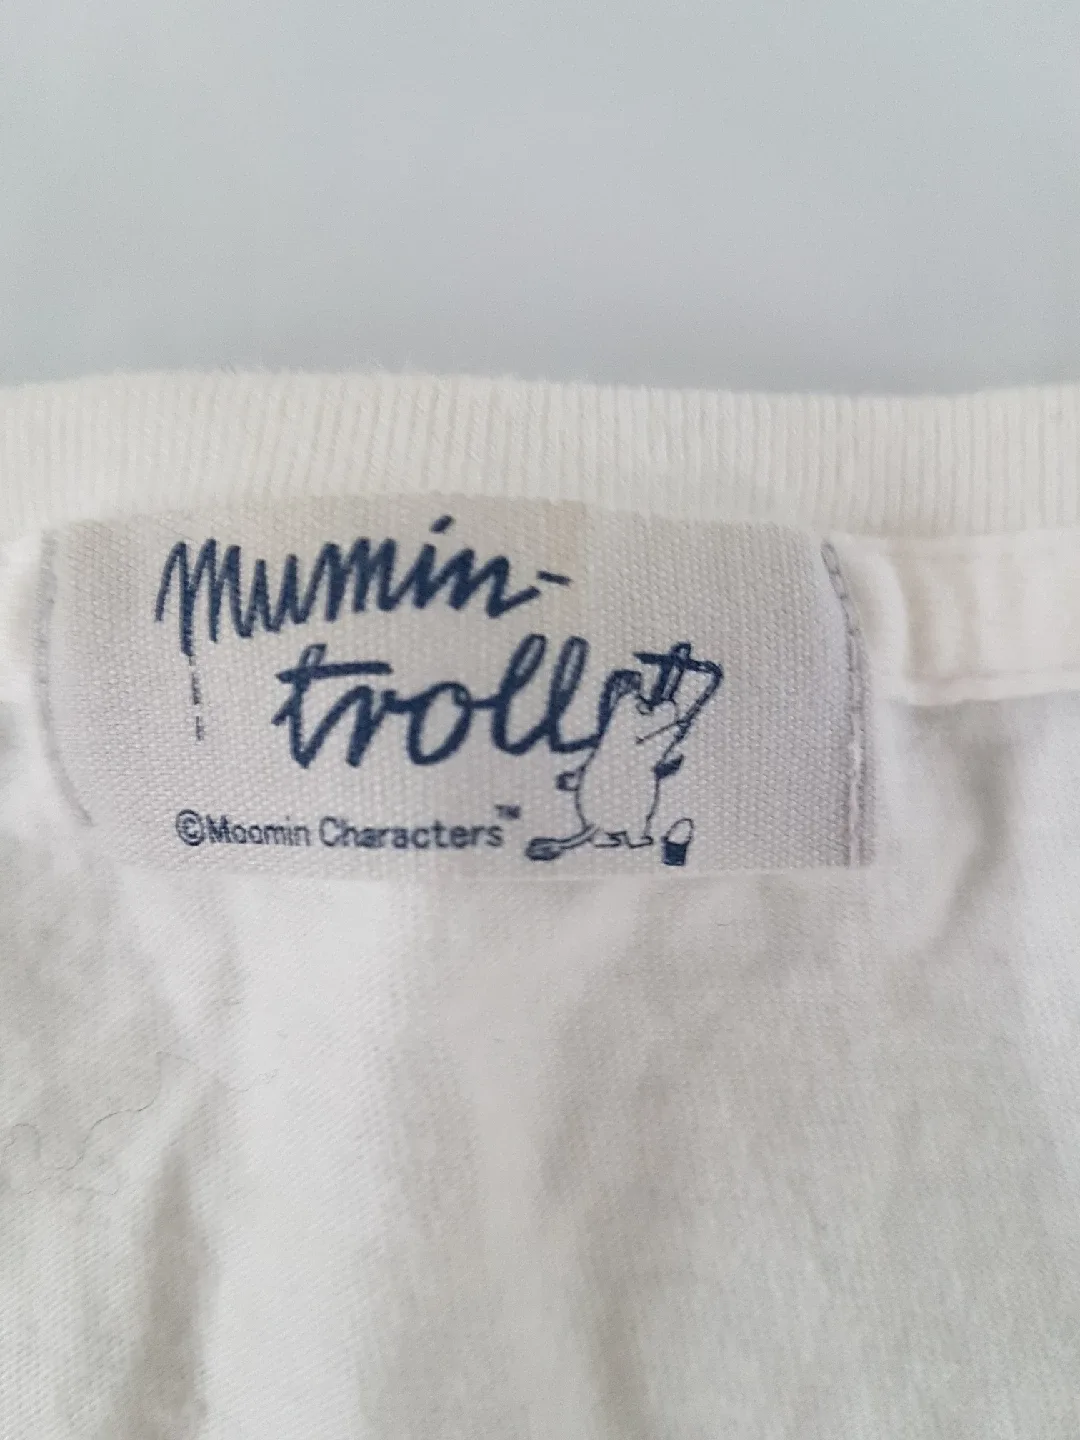 Mumin-
troll
©Moomin Characters™